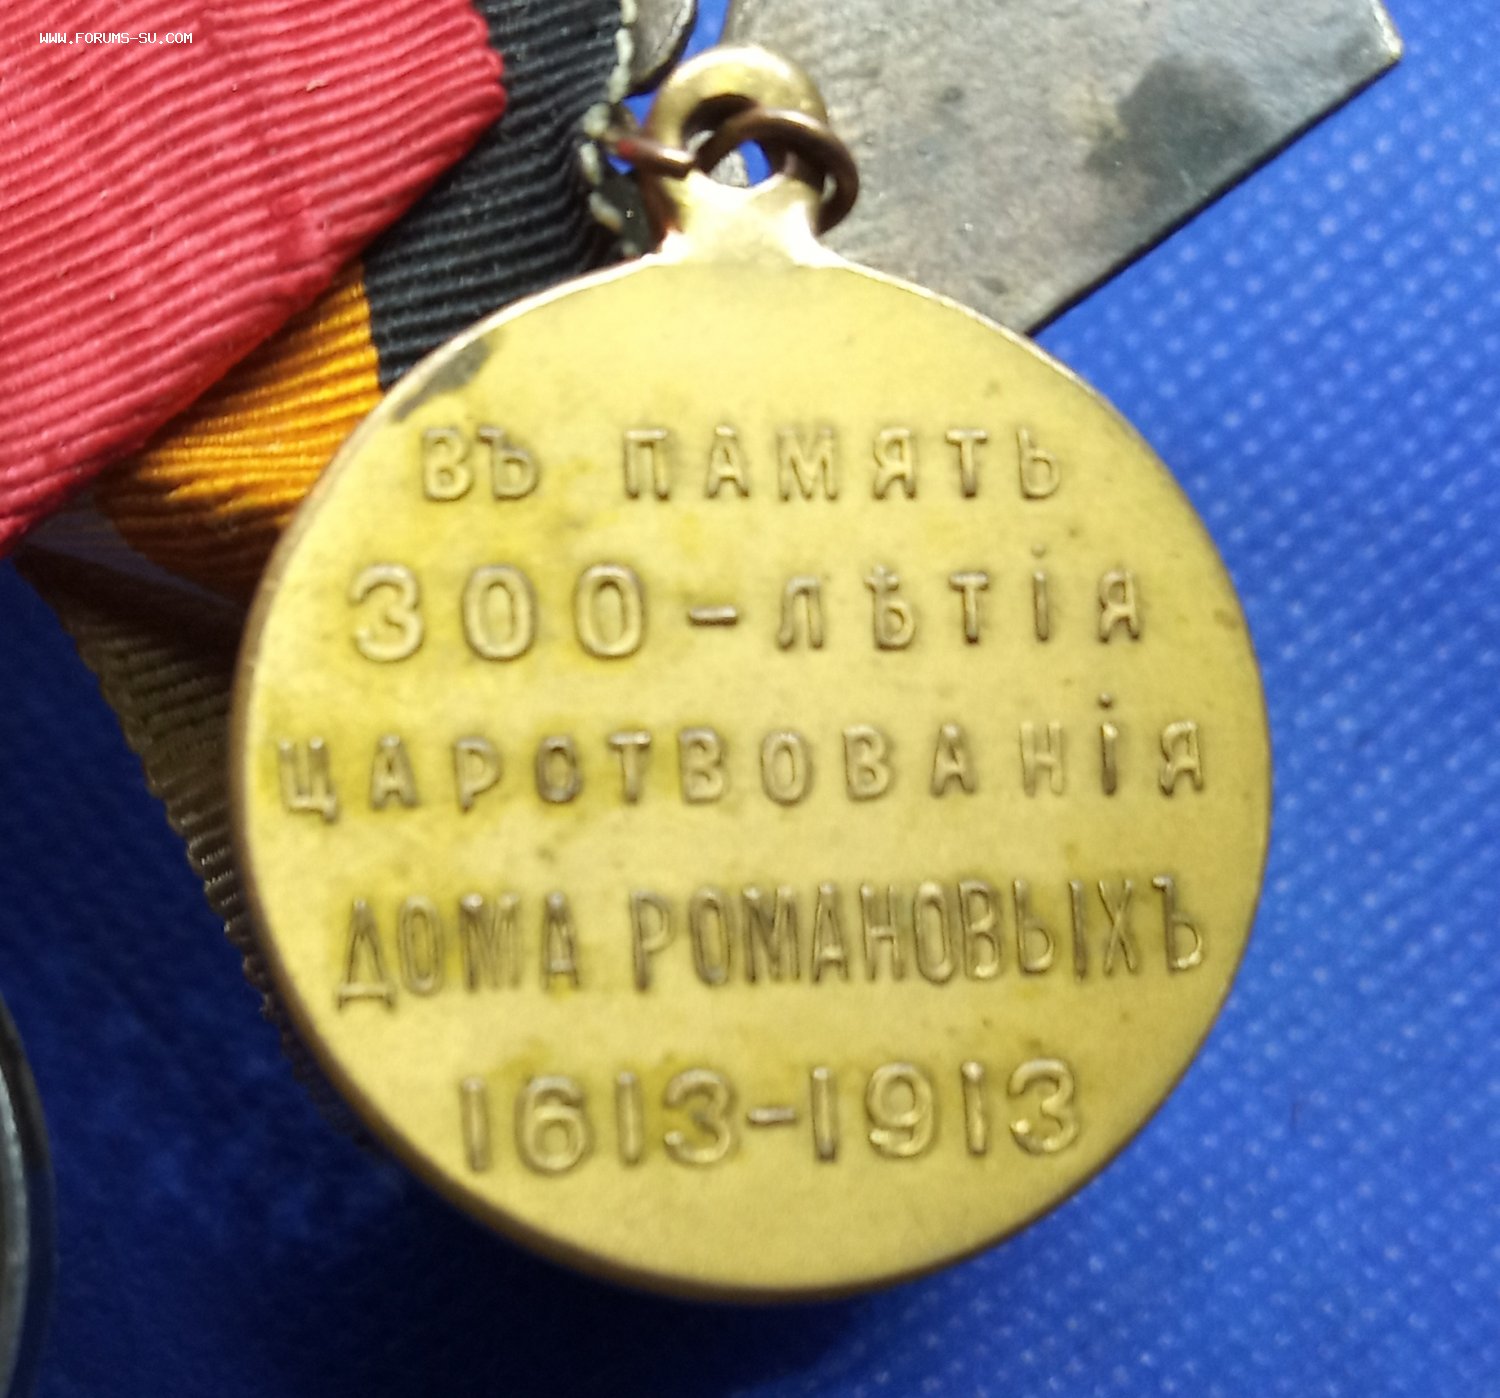 WWW.FORUMS-SU.COM
ВЪ ПАМЯТЬ
300-ЛѢТІЯ
ЦАРСТВОВАНІЯ
ДОМА РОМАНОВЫХЪ
1613-1913